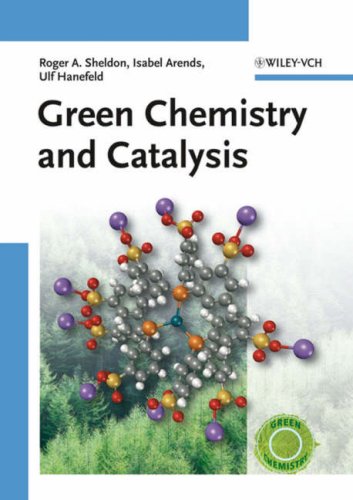 Roger A. Sheldon, Isabel Arends,
Ulf Hanefeld
WILEY-VCH
Green Chemistry
and Catalysis
GREEN
CHEMISTRY